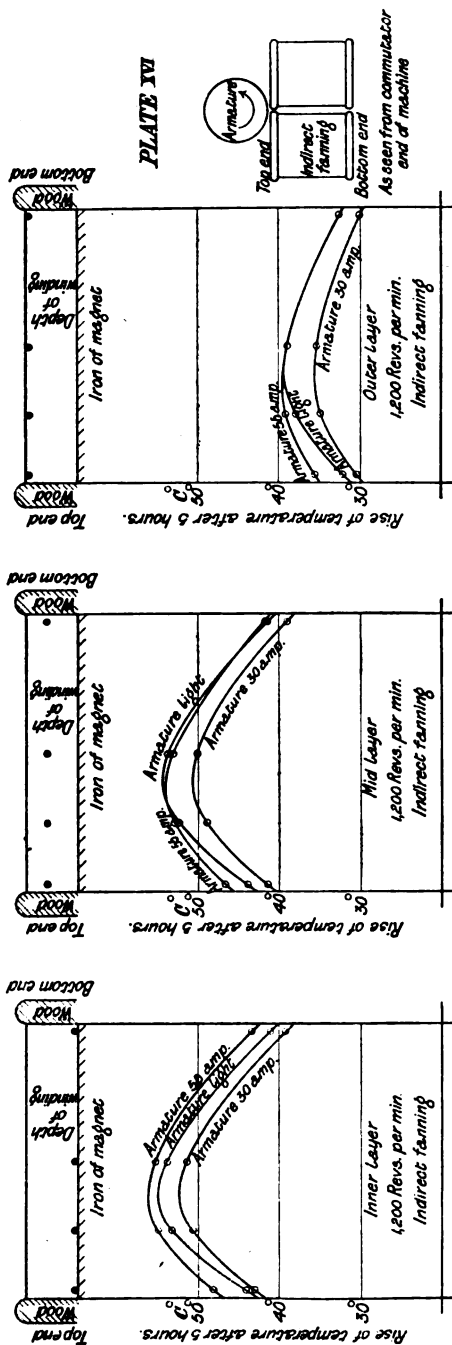 PLATE XVI
Armature
Top end
Indirect fanning
Bottom end
As seen from commutator
end of machine
Top end
Wood
Depth
of
winding
Wood
Bottom end
Iron of magnet
Rise of temperature after 5 hours.
°C.
50
40
30
Armature 50 amp.
Armature Light
Armature 30 amp.
Inner Layer
1,200 Revs. per min.
Indirect fanning
Top end
Wood
Depth
of
winding
Wood
Bottom end
Iron of magnet
Rise of temperature after 5 hours.
°C.
50
40
30
Armature 50 amp.
Armature Light
Armature 30 amp.
Mid Layer
1,200 Revs. per min.
Indirect fanning
Top end
Wood
Depth
of
winding
Wood
Bottom end
Iron of magnet
Rise of temperature after 5 hours.
°C.
50
40
30
Armature 50 amp.
Armature Light
Armature 30 amp.
Outer Layer
1,200 Revs. per min.
Indirect fanning